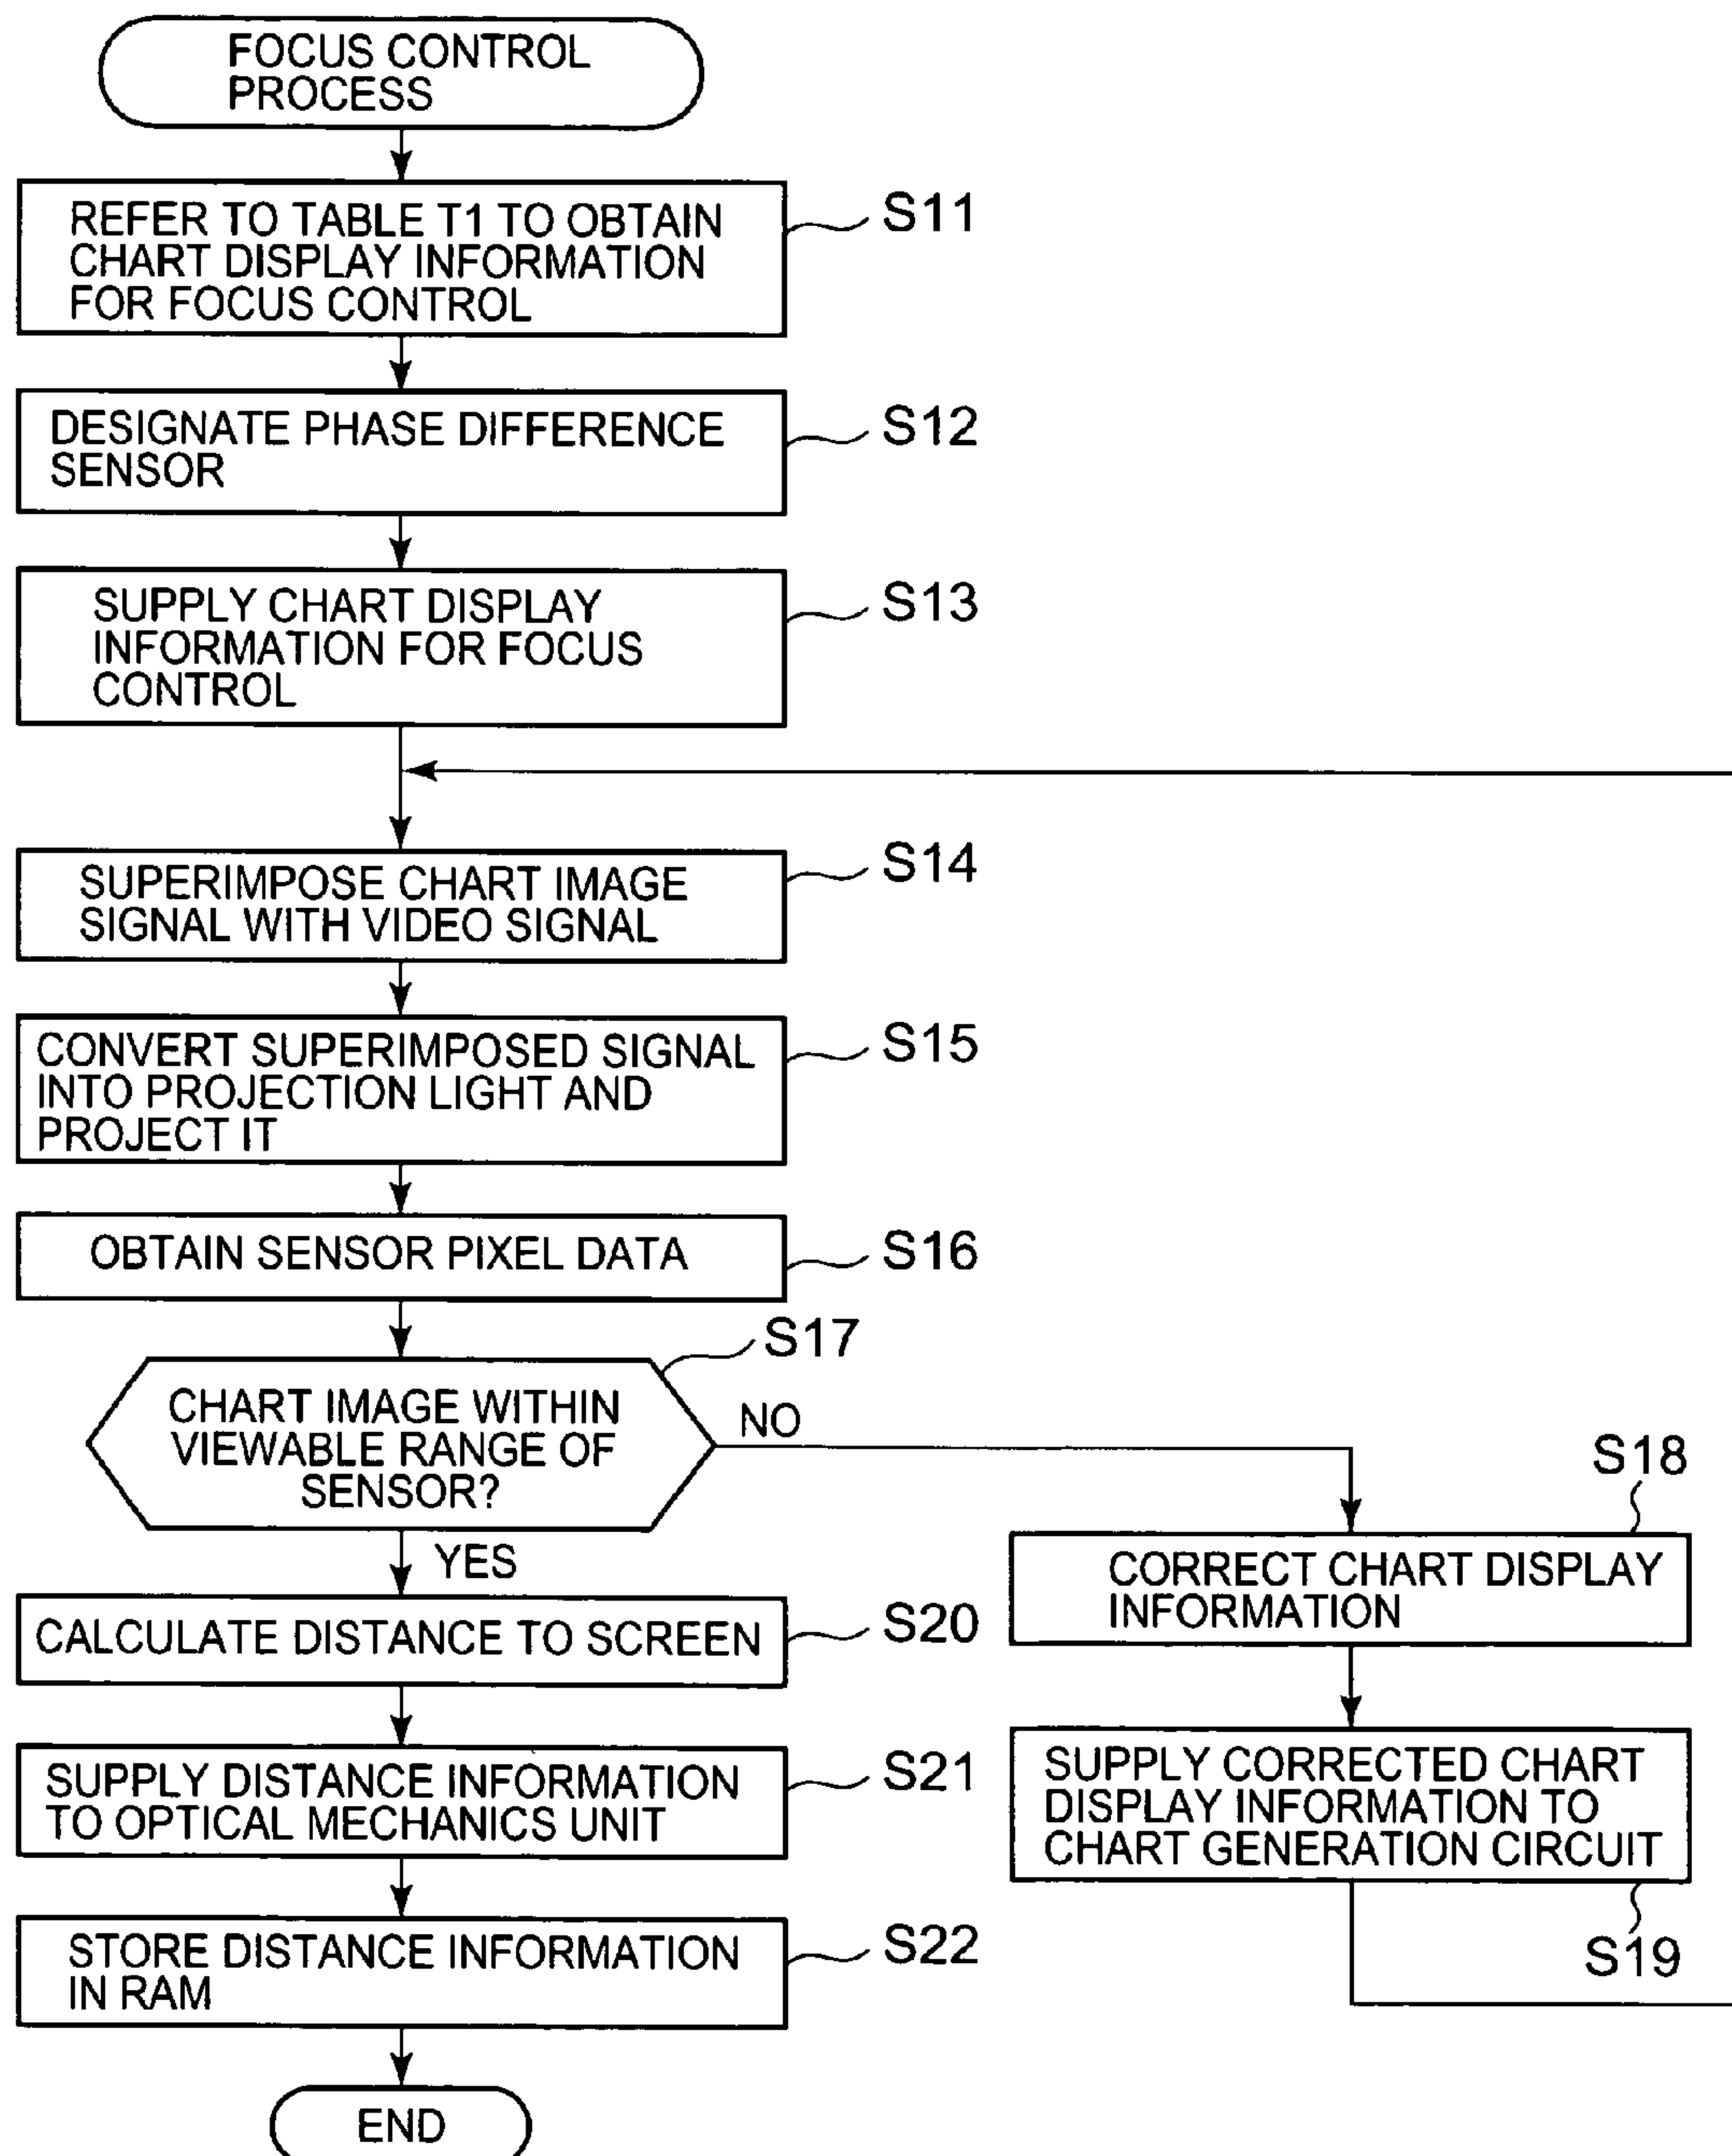 FOCUS CONTROL
PROCESS
REFER TO TABLE T1 TO OBTAIN
CHART DISPLAY INFORMATION
FOR FOCUS CONTROL
S11
DESIGNATE PHASE DIFFERENCE
SENSOR
S12
SUPPLY CHART DISPLAY
INFORMATION FOR FOCUS
CONTROL
S13
SUPERIMPOSE CHART IMAGE
SIGNAL WITH VIDEO SIGNAL
S14
CONVERT SUPERIMPOSED SIGNAL
INTO PROJECTION LIGHT AND
PROJECT IT
S15
OBTAIN SENSOR PIXEL DATA
S16
S17
CHART IMAGE WITHIN
VIEWABLE RANGE OF
SENSOR?
NO
YES
S18
CORRECT CHART DISPLAY
INFORMATION
SUPPLY CORRECTED CHART
DISPLAY INFORMATION TO
CHART GENERATION CIRCUIT
S19
CALCULATE DISTANCE TO SCREEN
S20
SUPPLY DISTANCE INFORMATION
TO OPTICAL MECHANICS UNIT
S21
STORE DISTANCE INFORMATION
IN RAM
S22
END